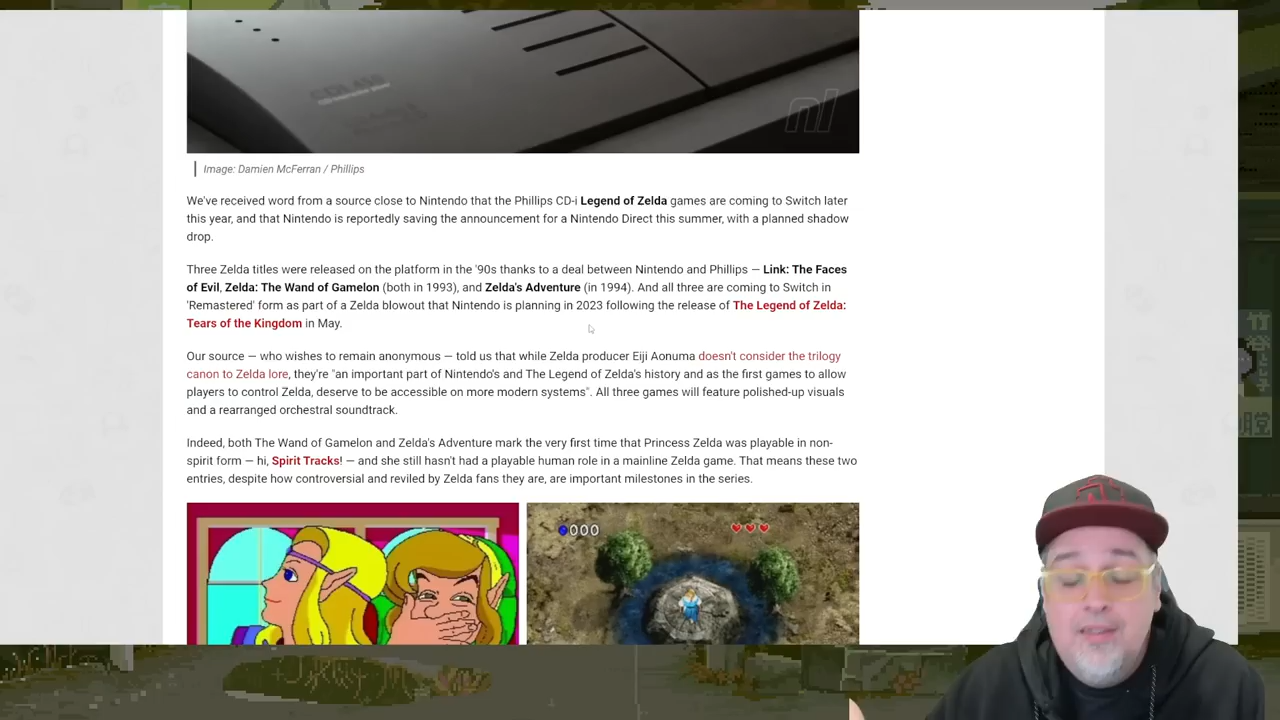 nl
Image: Damien McFerran / Phillips
We've received word from a source close to Nintendo that the Phillips CD-i Legend of Zelda games are coming to Switch later
this year, and that Nintendo is reportedly saving the announcement for a Nintendo Direct this summer, with a planned shadow
drop.
Three Zelda titles were released on the platform in the '90s thanks to a deal between Nintendo and Phillips — Link: The Faces
of Evil, Zelda: The Wand of Gamelon (both in 1993), and Zelda's Adventure (in 1994). And all three are coming to Switch in
'Remastered' form as part of a Zelda blowout that Nintendo is planning in 2023 following the release of The Legend of Zelda:
Tears of the Kingdom in May.
Our source — who wishes to remain anonymous — told us that while Zelda producer Eiji Aonuma doesn't consider the trilogy
canon to Zelda lore, they're "an important part of Nintendo's and The Legend of Zelda's history and as the first games to allow
players to control Zelda, deserve to be accessible on more modern systems". All three games will feature polished-up visuals
and a rearranged orchestral soundtrack.
Indeed, both The Wand of Gamelon and Zelda's Adventure mark the very first time that Princess Zelda was playable in non-
spirit form — hi, Spirit Tracks! — and she still hasn't had a playable human role in a mainline Zelda game. That means these two
entries, despite how controversial and reviled by Zelda fans they are, are important milestones in the series.
000